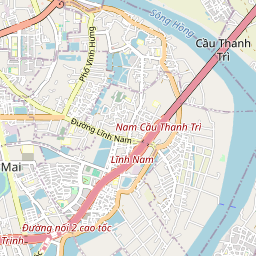 Sông Hồng
Phố Vĩnh Hưng
Cầu Thanh
Trì
Đường Lĩnh Nam
Nam Cầu Thanh Trì
Lĩnh Nam
Mai
Đường nối 2 cao tốc
Trình